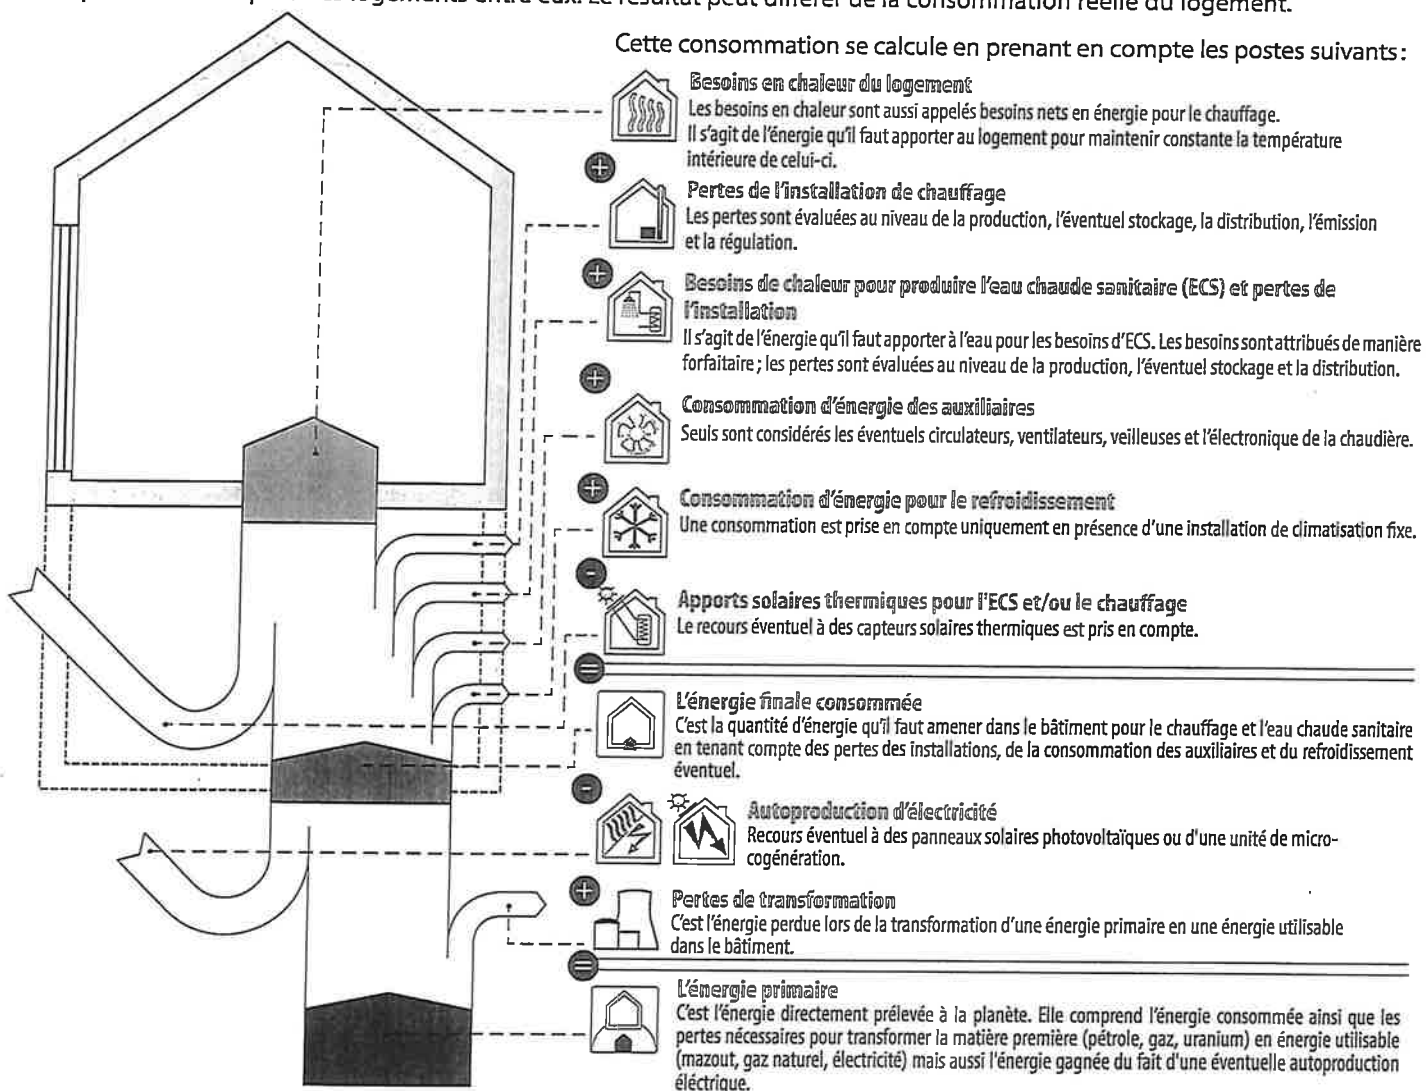 logements entre eux. Le résultat peut différer de la consommation réelle du logement.
Cette consommation se calcule en prenant en compte les postes suivants :
Besoins en chaleur du logement
Les besoins en chaleur sont aussi appelés besoins nets en énergie pour le chauffage.
Il s'agit de l'énergie qu'il faut apporter au logement pour maintenir constante la température
intérieure de celui-ci.
+
Pertes de l'installation de chauffage
Les pertes sont évaluées au niveau de la production, l'éventuel stockage, la distribution, l'émission
et la régulation.
+
Besoins de chaleur pour produire l'eau chaude sanitaire (ECS) et pertes de
l'installation
Il s'agit de l'énergie qu'il faut apporter à l'eau pour les besoins d'ECS. Les besoins sont attribués de manière
forfaitaire ; les pertes sont évaluées au niveau de la production, l'éventuel stockage et la distribution.
+
Consommation d'énergie des auxiliaires
Seuls sont considérés les éventuels circulateurs, ventilateurs, veilleuses et l'électronique de la chaudière.
+
Consommation d'énergie pour le refroidissement
Une consommation est prise en compte uniquement en présence d'une installation de climatisation fixe.
-
Apports solaires thermiques pour l'ECS et/ou le chauffage
Le recours éventuel à des capteurs solaires thermiques est pris en compte.
=
L'énergie finale consommée
C'est la quantité d'énergie qu'il faut amener dans le bâtiment pour le chauffage et l'eau chaude sanitaire
en tenant compte des pertes des installations, de la consommation des auxiliaires et du refroidissement
éventuel.
-
Autoproduction d'électricité
Recours éventuel à des panneaux solaires photovoltaïques ou d'une unité de micro-
cogénération.
+
Pertes de transformation
C'est l'énergie perdue lors de la transformation d'une énergie primaire en une énergie utilisable
dans le bâtiment.
=
L'énergie primaire
C'est l'énergie directement prélevée à la planète. Elle comprend l'énergie consommée ainsi que les
pertes nécessaires pour transformer la matière première (pétrole, gaz, uranium) en énergie utilisable
(mazout, gaz naturel, électricité) mais aussi l'énergie gagnée du fait d'une éventuelle autoproduction
éléctrique.